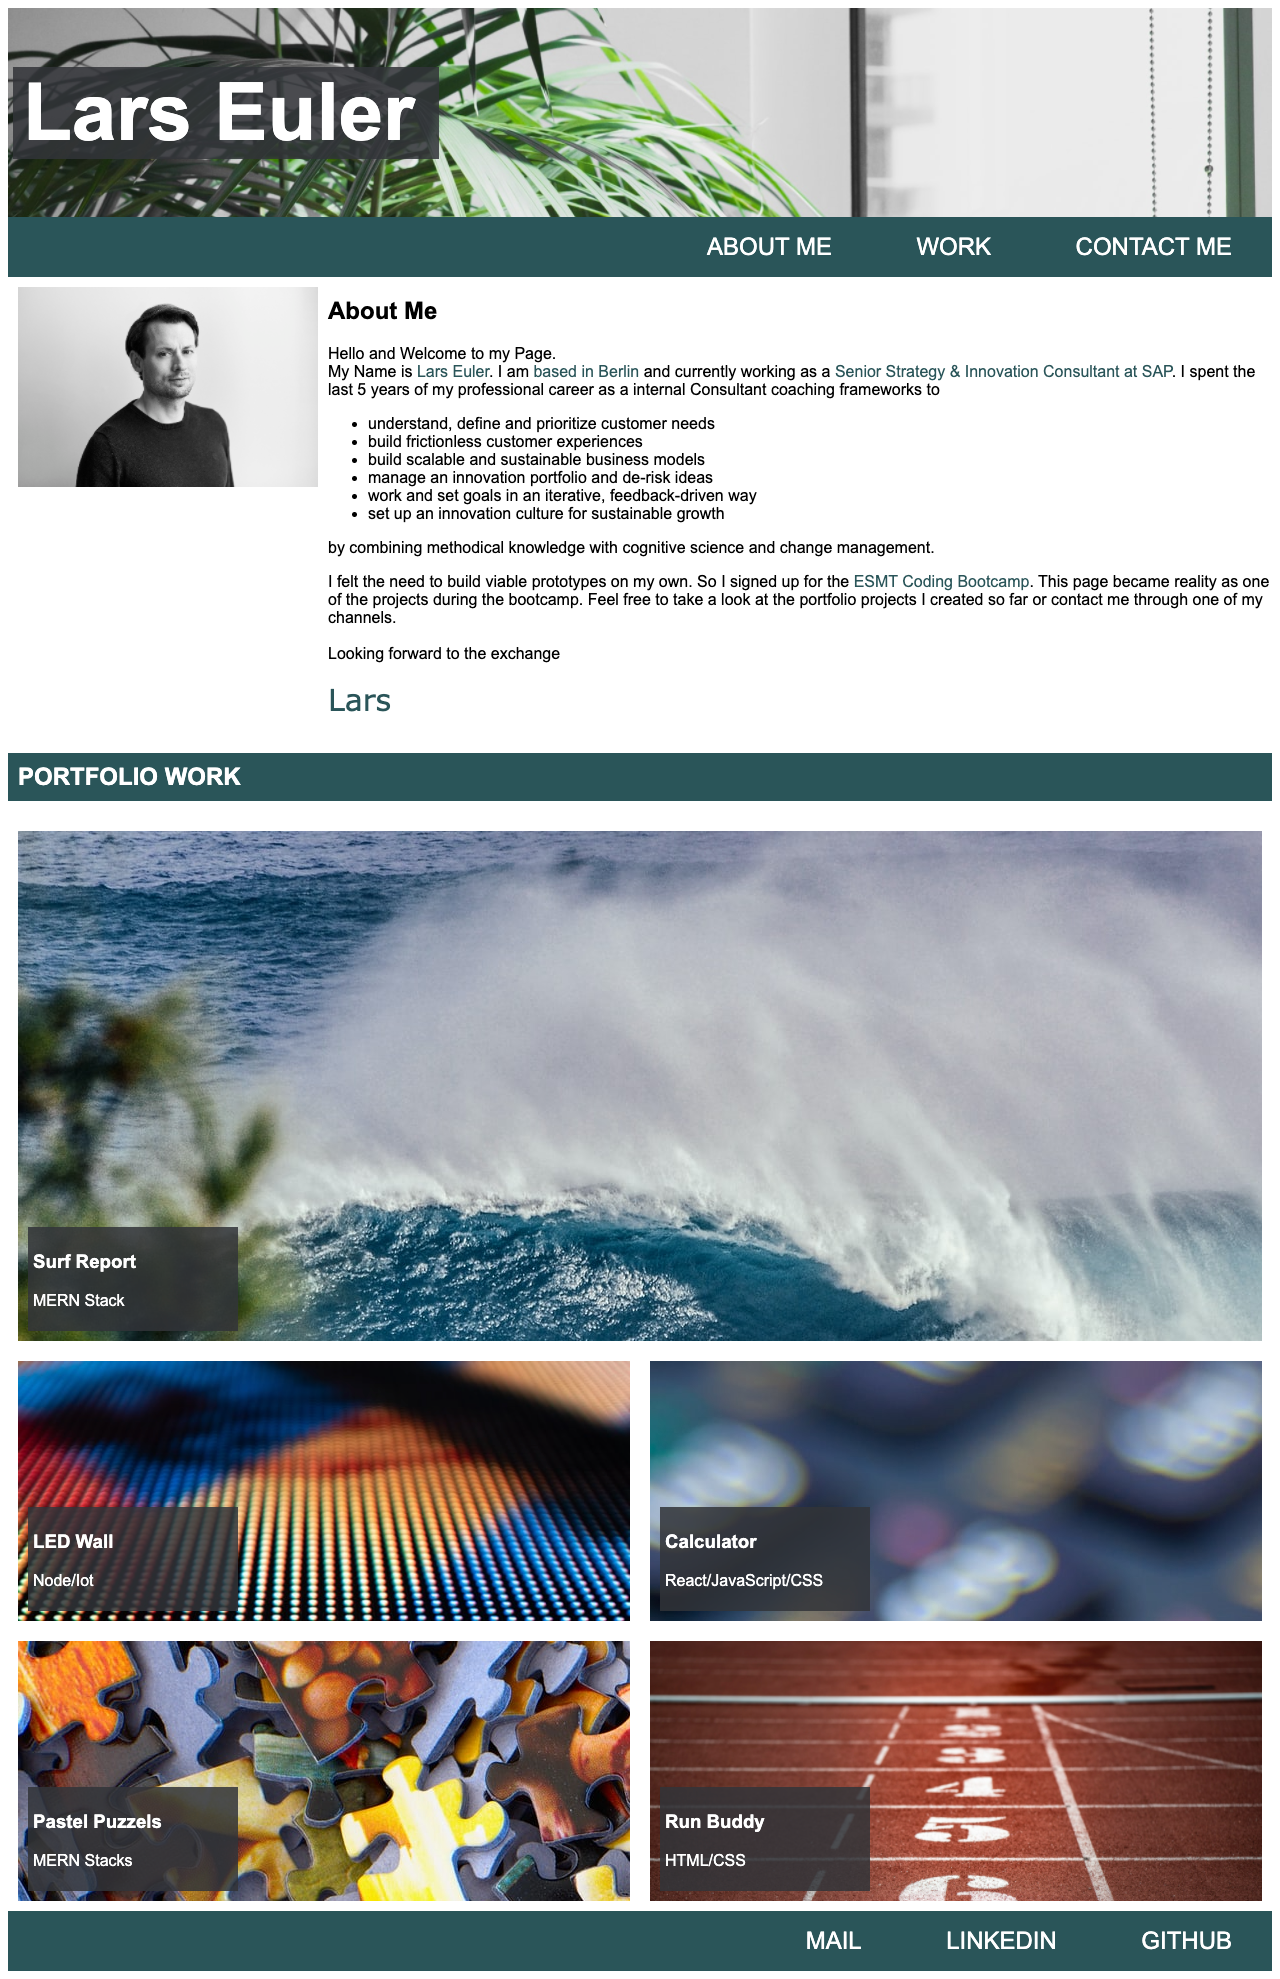 Lars Euler
ABOUT ME WORK CONTACT ME
About Me
Hello and Welcome to my Page.
My Name is Lars Euler. I am based in Berlin and currently working as a Senior Strategy & Innovation Consultant at SAP. I spent the
last 5 years of my professional career as a internal Consultant coaching frameworks to
• understand, define and prioritize customer needs
• build frictionless customer experiences
• build scalable and sustainable business models
• manage an innovation portfolio and de-risk ideas
• work and set goals in an iterative, feedback-driven way
• set up an innovation culture for sustainable growth
by combining methodical knowledge with cognitive science and change management.
I felt the need to build viable prototypes on my own. So I signed up for the ESMT Coding Bootcamp. This page became reality as one
of the projects during the bootcamp. Feel free to take a look at the portfolio projects I created so far or contact me through one of my
channels.
Looking forward to the exchange
Lars
PORTFOLIO WORK
Surf Report
MERN Stack
LED Wall
Node/Iot
Calculator
React/JavaScript/CSS
Pastel Puzzels
MERN Stacks
Run Buddy
HTML/CSS
4
5
6
MAIL LINKEDIN GITHUB